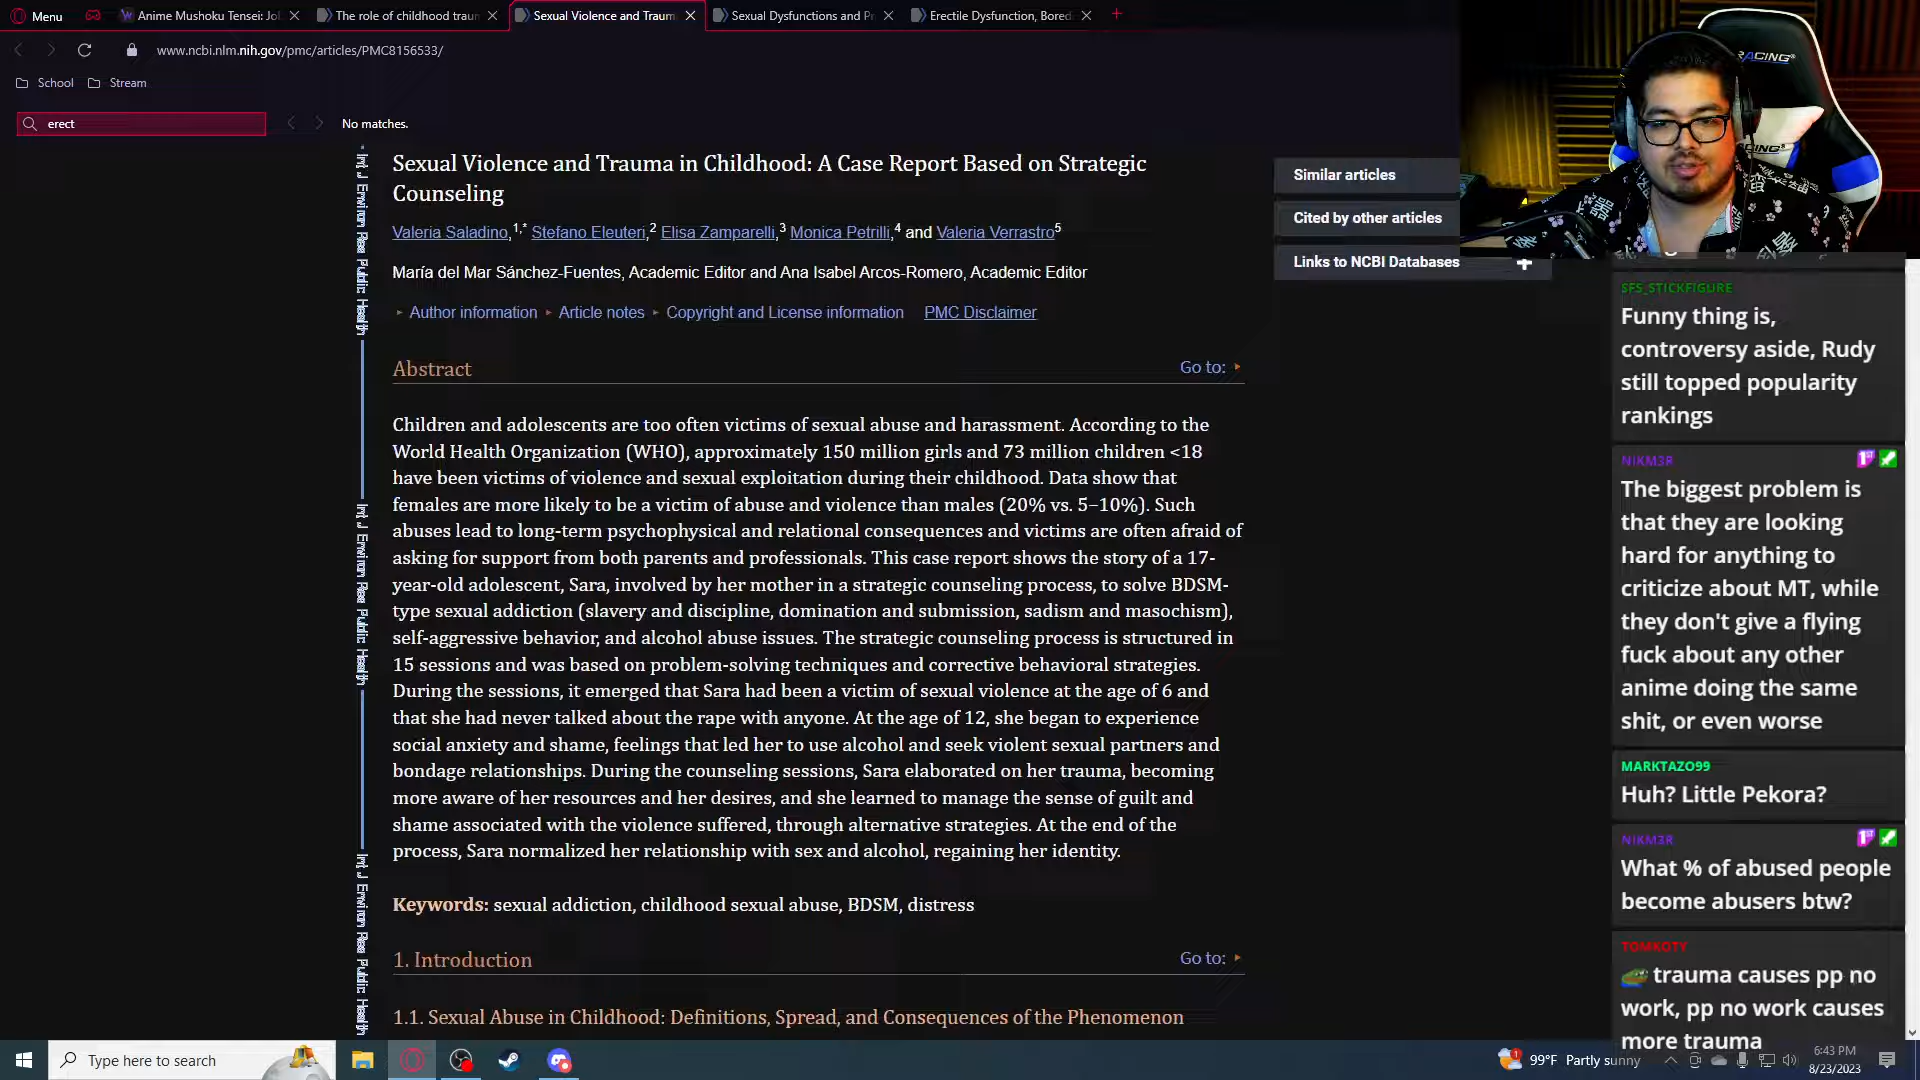 Menu
Anime Mushoku Tensei: Jo
The role of childhood traum
Sexual Violence and Traum
Sexual Dysfunctions and P
Erectile Dysfunction, Bored
www.ncbi.nlm.nih.gov/pmc/articles/PMC8156533/
School
Stream
erect
No matches.
RACING
Sexual Violence and Trauma in Childhood: A Case Report Based on Strategic
Counseling
Valeria Saladino,1,* Stefano Eleuteri,2 Elisa Zamparelli,3 Monica Petrilli,4 and Valeria Verrastro5
María del Mar Sánchez-Fuentes, Academic Editor and Ana Isabel Arcos-Romero, Academic Editor
Author information Article notes Copyright and License information PMC Disclaimer
Similar articles
Cited by other articles
Links to NCBI Databases
Int J Environ Res Public Health
Int J Environ Res Public Health
Int J Environ Res Public Health
Abstract
Go to:
Children and adolescents are too often victims of sexual abuse and harassment. According to the
World Health Organization (WHO), approximately 150 million girls and 73 million children <18
have been victims of violence and sexual exploitation during their childhood. Data show that
females are more likely to be a victim of abuse and violence than males (20% vs. 5–10%). Such
abuses lead to long-term psychophysical and relational consequences and victims are often afraid of
asking for support from both parents and professionals. This case report shows the story of a 17-
year-old adolescent, Sara, involved by her mother in a strategic counseling process, to solve BDSM-
type sexual addiction (slavery and discipline, domination and submission, sadism and masochism),
self-aggressive behavior, and alcohol abuse issues. The strategic counseling process is structured in
15 sessions and was based on problem-solving techniques and corrective behavioral strategies.
During the sessions, it emerged that Sara had been a victim of sexual violence at the age of 6 and
that she had never talked about the rape with anyone. At the age of 12, she began to experience
social anxiety and shame, feelings that led her to use alcohol and seek violent sexual partners and
bondage relationships. During the counseling sessions, Sara elaborated on her trauma, becoming
more aware of her resources and her desires, and she learned to manage the sense of guilt and
shame associated with the violence suffered, through alternative strategies. At the end of the
process, Sara normalized her relationship with sex and alcohol, regaining her identity.
Keywords: sexual addiction, childhood sexual abuse, BDSM, distress
1. Introduction
Go to:
1.1. Sexual Abuse in Childhood: Definitions, Spread, and Consequences of the Phenomenon
SFS_STICKFIGURE
Funny thing is,
controversy aside, Rudy
still topped popularity
rankings
NIKM3R
The biggest problem is
that they are looking
hard for anything to
criticize about MT, while
they don't give a flying
fuck about any other
anime doing the same
shit, or even worse
MARKTAZO99
Huh? Little Pekora?
NIKM3R
What % of abused people
become abusers btw?
TOMKOTY
trauma causes pp no
work, pp no work causes
more trauma
Type here to search
99°F Partly sunny
6:43 PM
8/23/2023